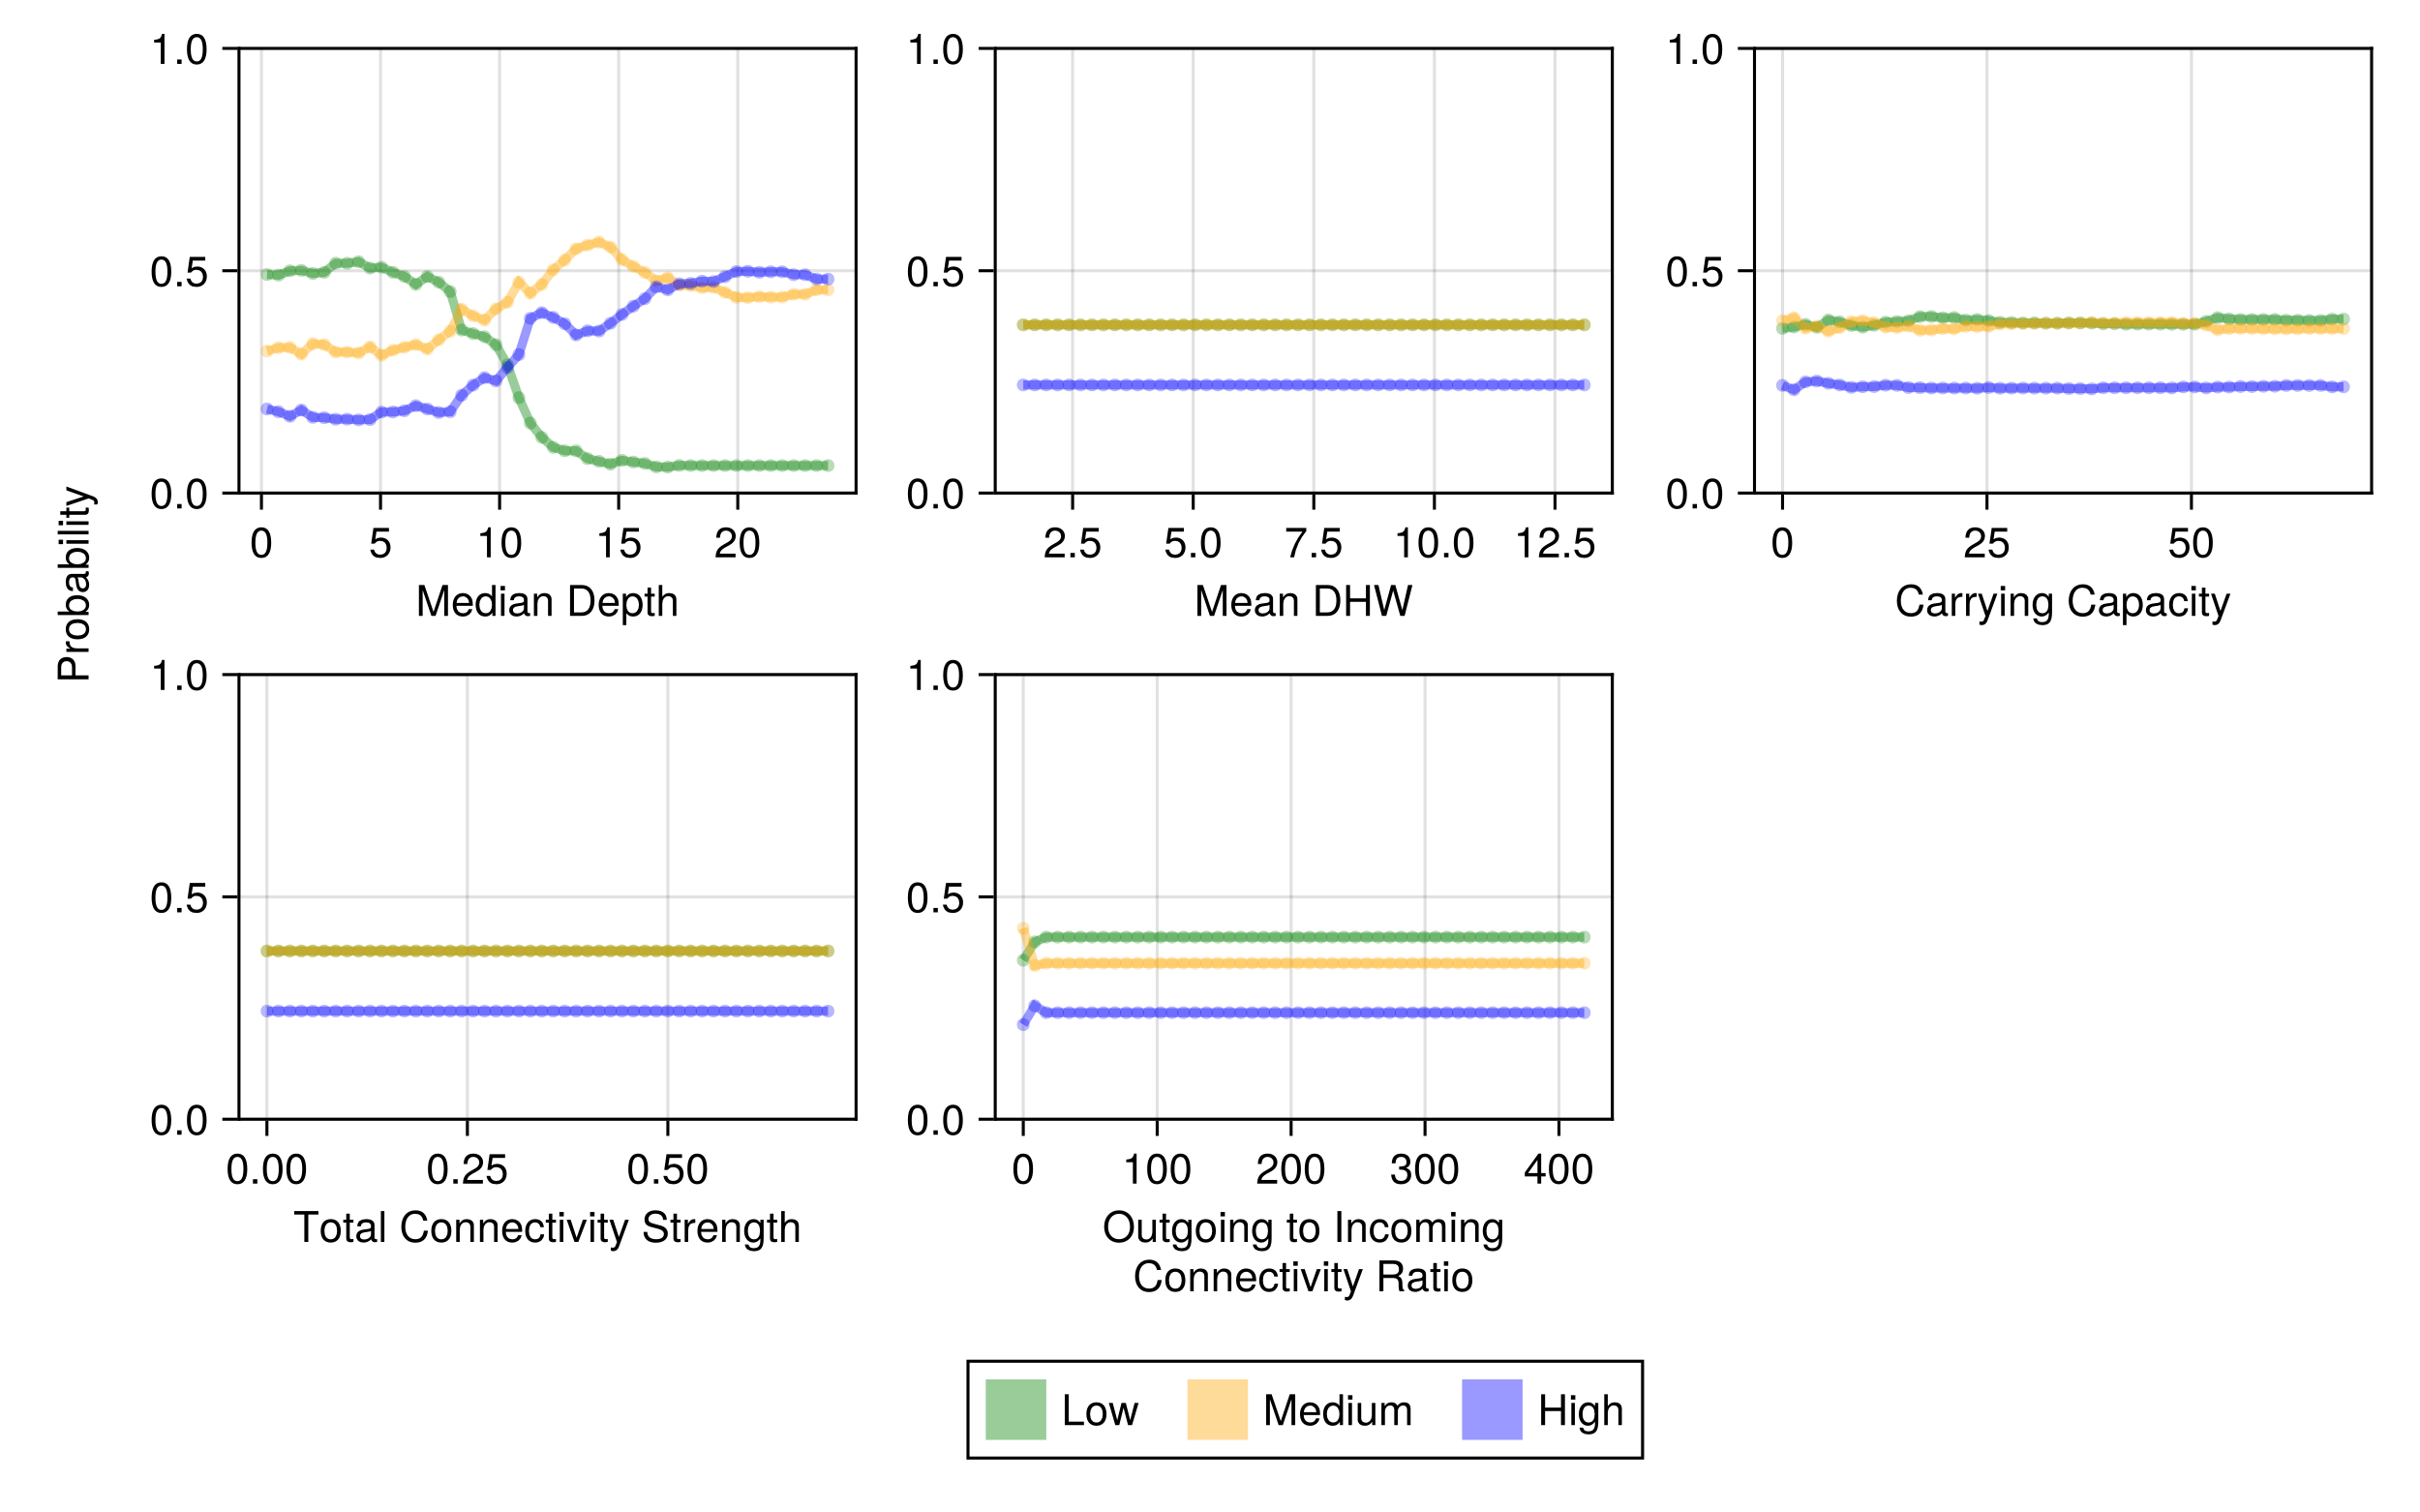 Probability
1.0
0.5
0.0
0 5 10 15 20
Median Depth
1.0
0.5
0.0
2.5 5.0 7.5 10.0 12.5
Mean DHW
1.0
0.5
0.0
0 25 50
Carrying Capacity
1.0
0.5
0.0
0.00 0.25 0.50
Total Connectivity Strength
1.0
0.5
0.0
0 100 200 300 400
Outgoing to Incoming
Connectivity Ratio
Low Medium High